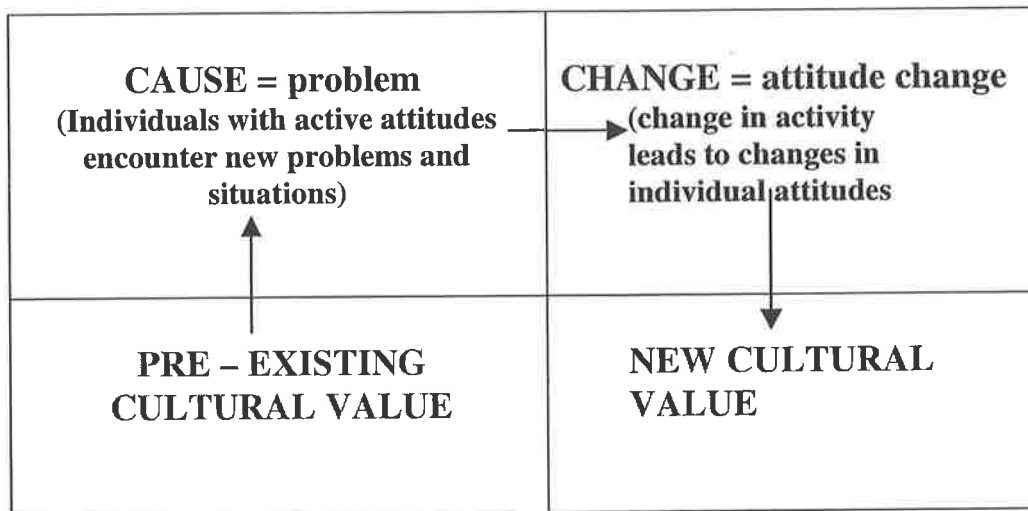 CAUSE = problem
(Individuals with active attitudes
encounter new problems and
situations)
CHANGE = attitude change
(change in activity
leads to changes in
individual attitudes
PRE – EXISTING
CULTURAL VALUE
NEW CULTURAL
VALUE